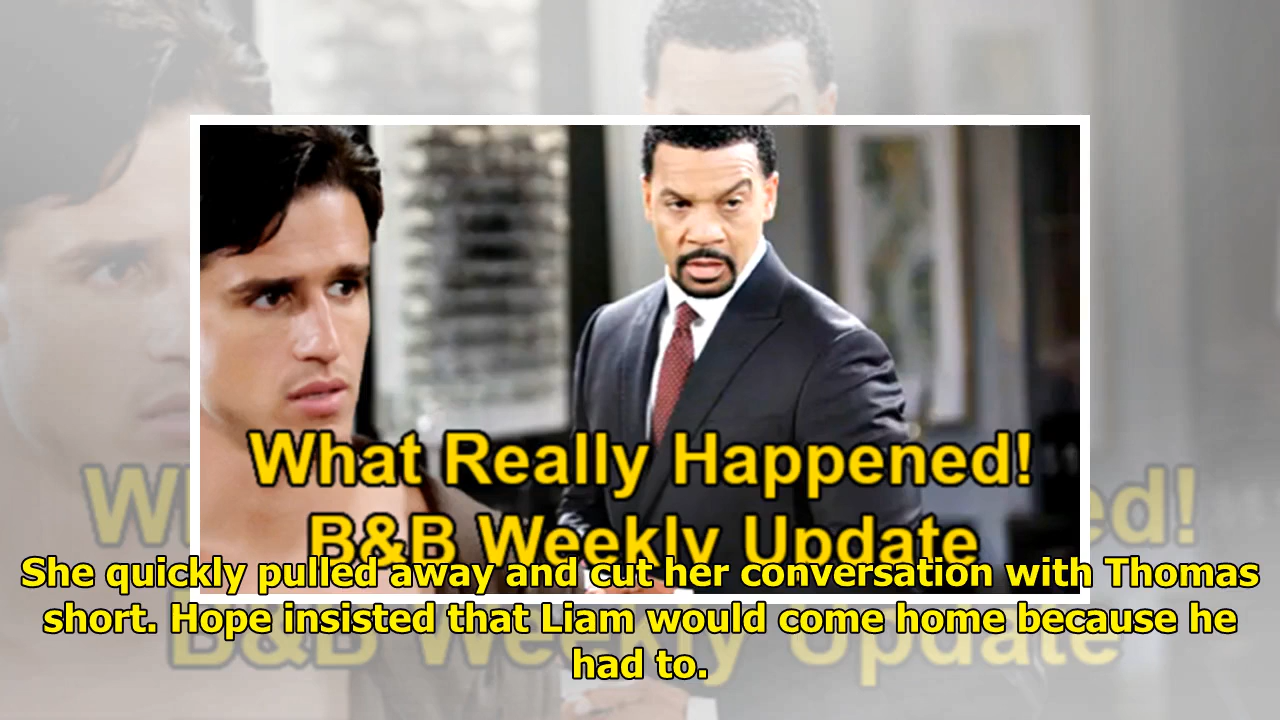 What Really Happened!
B&B Weekly Update
She quickly pulled away and cut her conversation with Thomas
short. Hope insisted that Liam would come home because he
had to.